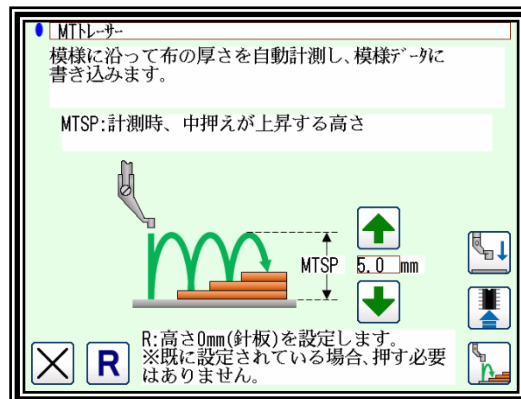 MTﾄﾚｰｻｰ
模様に沿って布の厚さを自動計測し、模様ﾃﾞｰﾀに
書き込みます。
MTSP:計測時、中押えが上昇する高さ
MTSP 5.0 mm
R:高さ0mm(針板)を設定します。
※既に設定されている場合、押す必要
はありません。
R